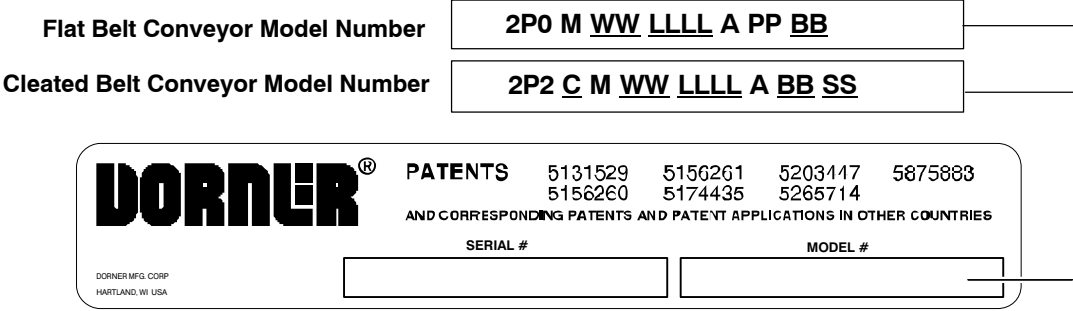 Flat Belt Conveyor Model Number 2P0 M WW LLLL A PP BB
Cleated Belt Conveyor Model Number 2P2 C M WW LLLL A BB SS
DORNER® PATENTS 5131529 5156261 5203447 5875883
5156260 5174435 5265714
AND CORRESPONDING PATENTS AND PATENT APPLICATIONS IN OTHER COUNTRIES
SERIAL # MODEL #
DORNER MFG. CORP
HARTLAND, WI USA